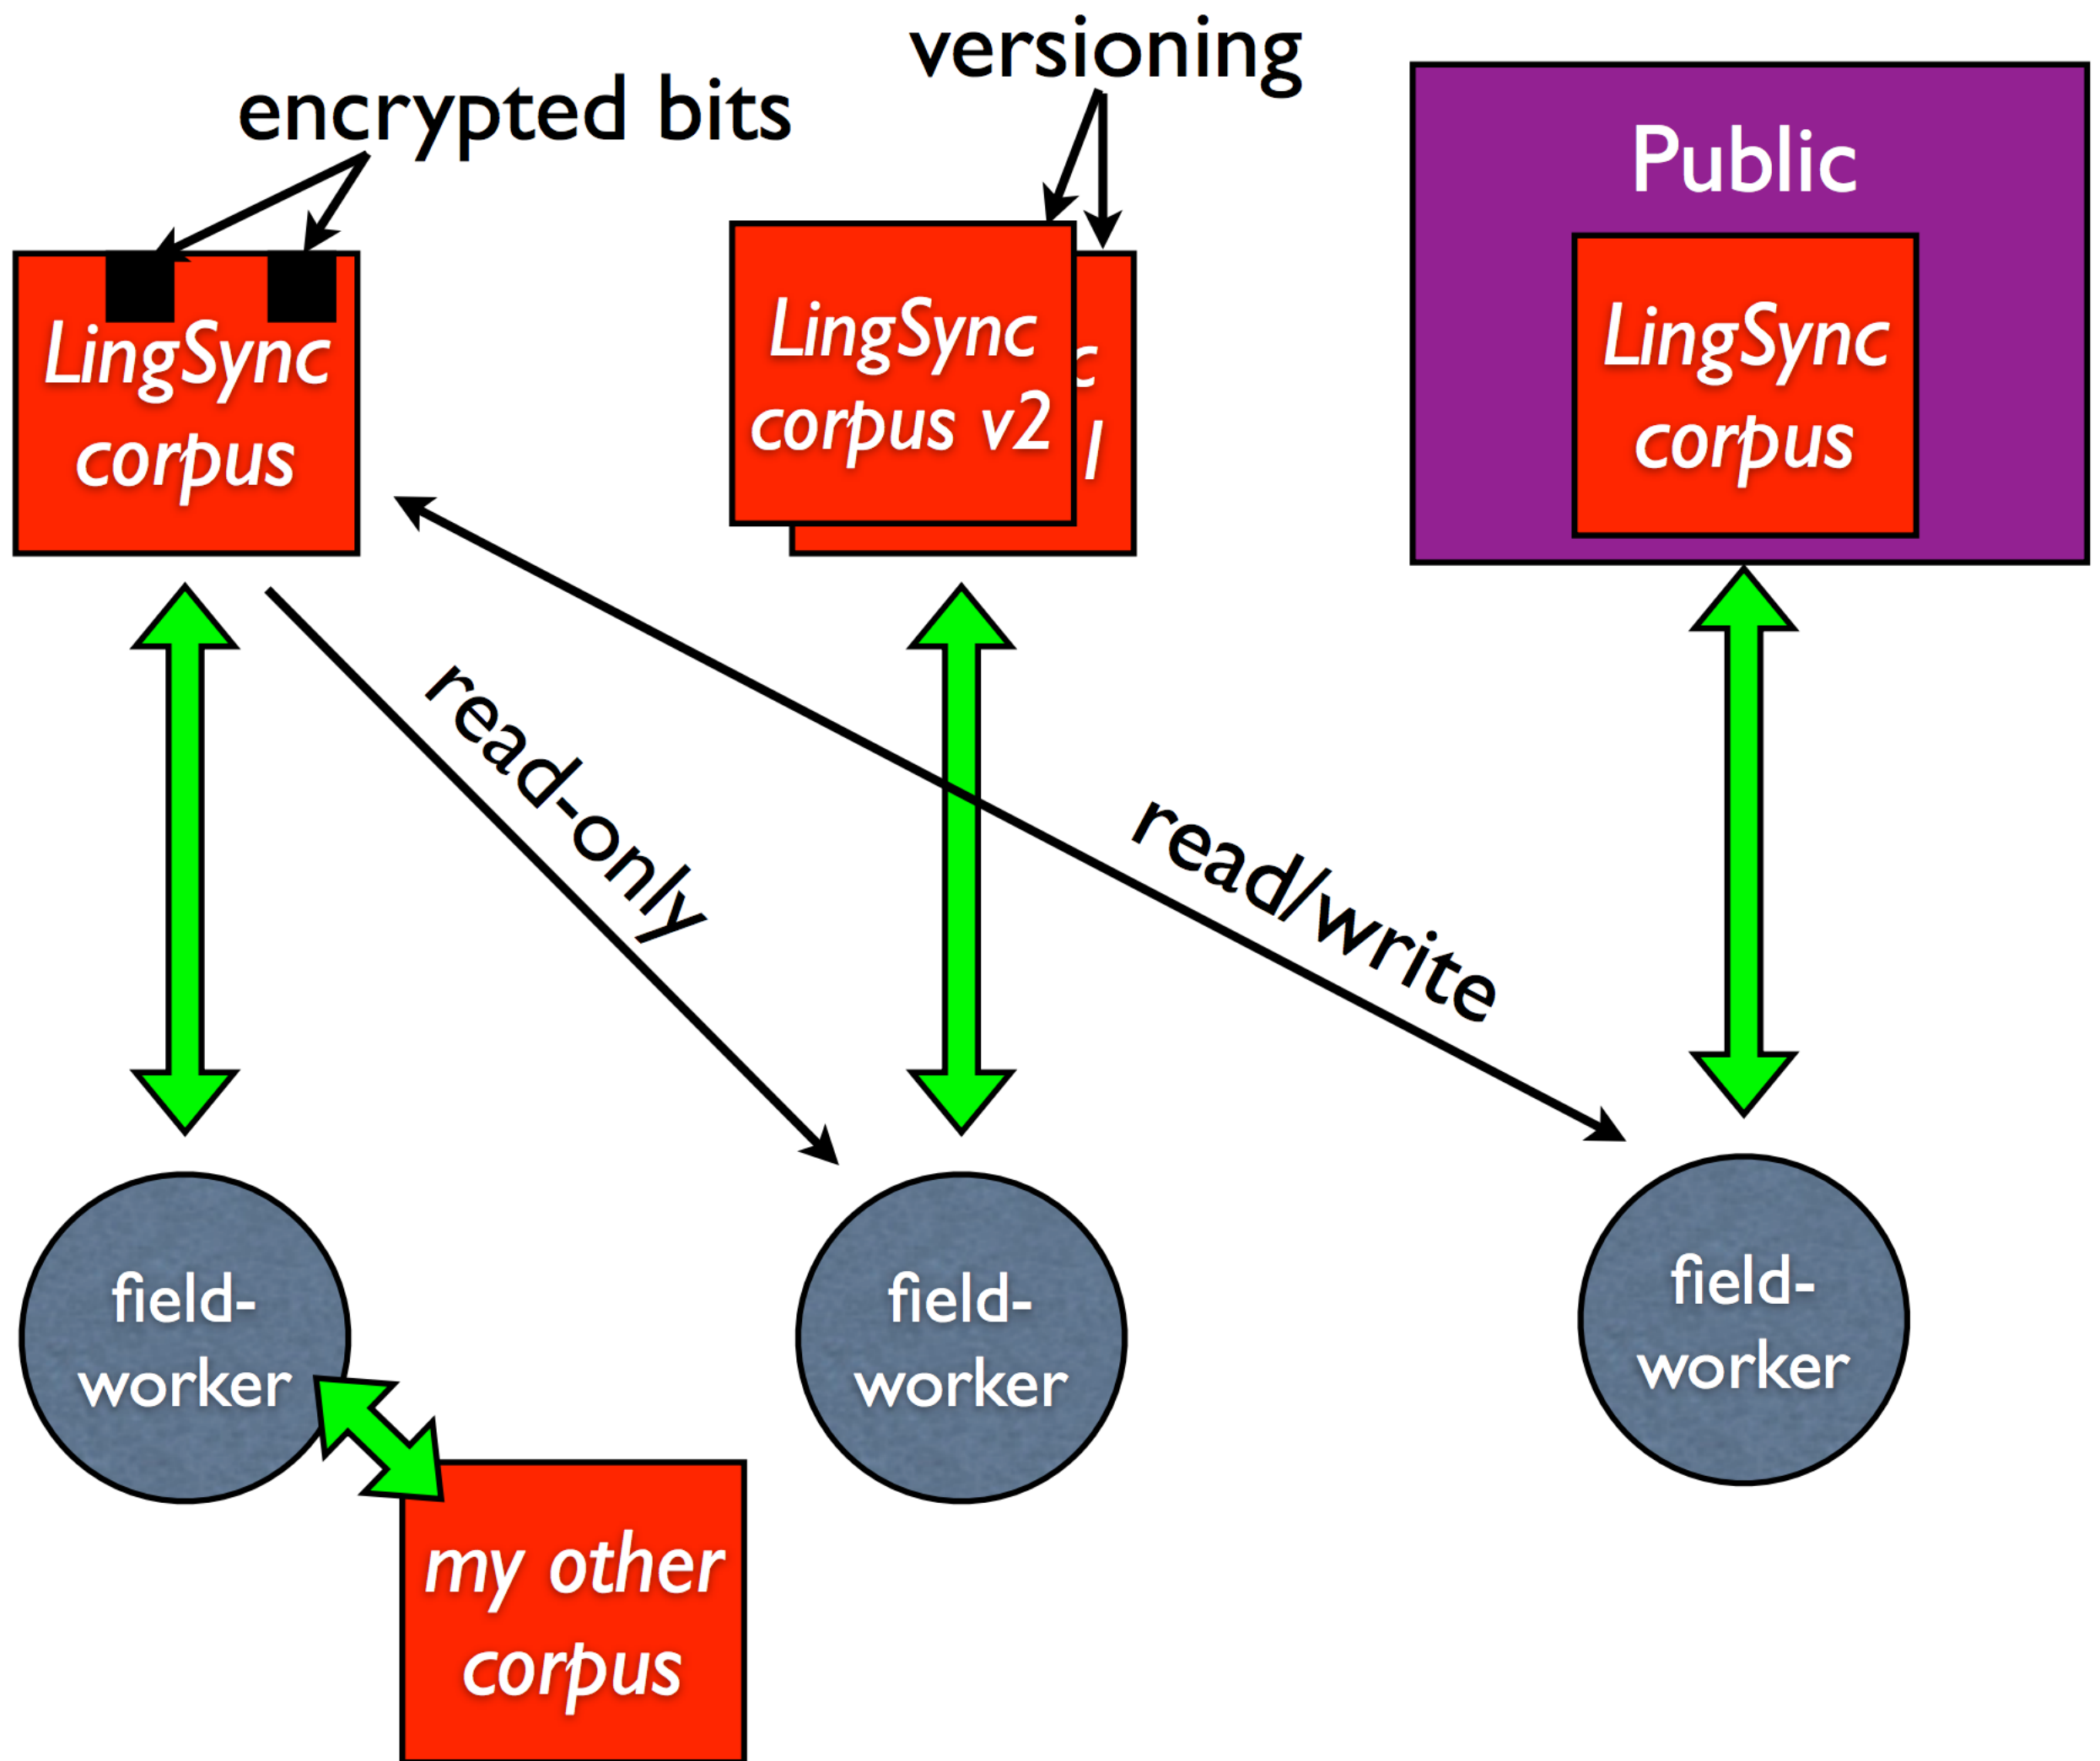 versioning
encrypted bits
Public
LingSync
corpus
LingSync
corpus v2
c
1
LingSync
corpus
read-only
read/write
field-
worker
field-
worker
field-
worker
my other
corpus